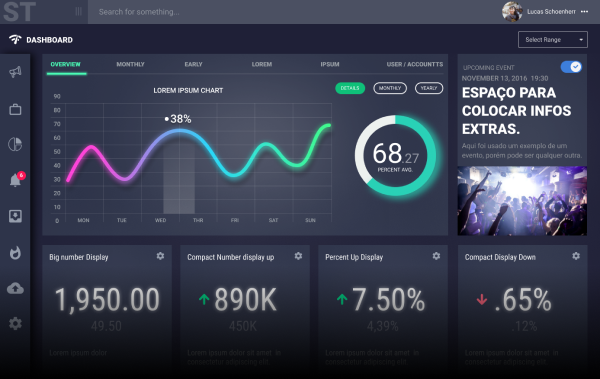 ST
Search for something...
Lucas Schoenherr
DASHBOARD
Select Range
OVERVIEW
MONTHLY
EARLY
LOREM
IPSUM
USER / ACCOUNTTS
LOREM IPSUM CHART
DETAILS
MONTHLY
YEARLY
90
80
70
60
50
40
30
20
10
0
38%
MON
TUE
WED
THR
FRI
SAT
SUN
68.27
PERCENT AVG.
UPCOMING EVENT
NOVEMBER 13, 2016 19:30
ESPAÇO PARA
COLOCAR INFOS
EXTRAS.
Aqui foi usado um exemplo de um
evento, porém pode ser qualquer outro.
6
Big number Display
1,950.00
49.50
Lorem ipsum dolor
Compact Number display up
890K
450K
Lorem ipsum dolor sit amet, in
consectetur adipiscing elit
Percent Up Display
7.50%
4,39%
Lorem ipsum dolor sit amet, in
consectetur adipiscing elit
Compact Display Down
.65%
.12%
Lorem ipsum dolor sit amet